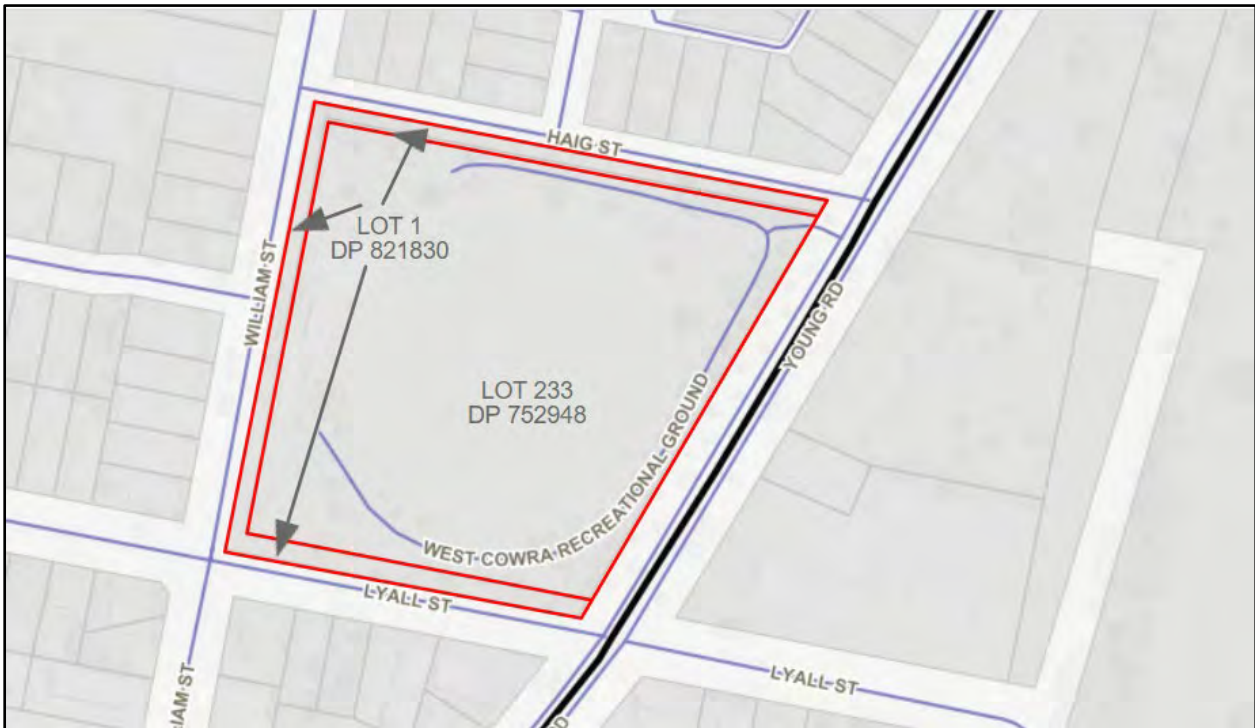 HAIG ST
LOT 1
DP 821830
WILLIAM ST
YOUNG RD
LOT 233
DP 752948
WEST COWRA RECREATIONAL GROUND
LYALL ST
LYALL ST